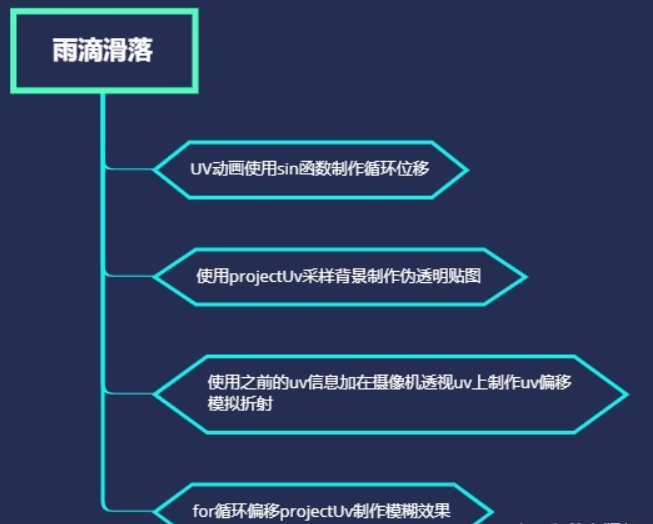 雨滴滑落
UV动画使用sin函数制作循环位移
使用projectUv采样背景制作伪透明贴图
使用之前的uv信息加在摄像机透视uv上制作uv偏移
模拟折射
for循环偏移projectUv制作模糊效果